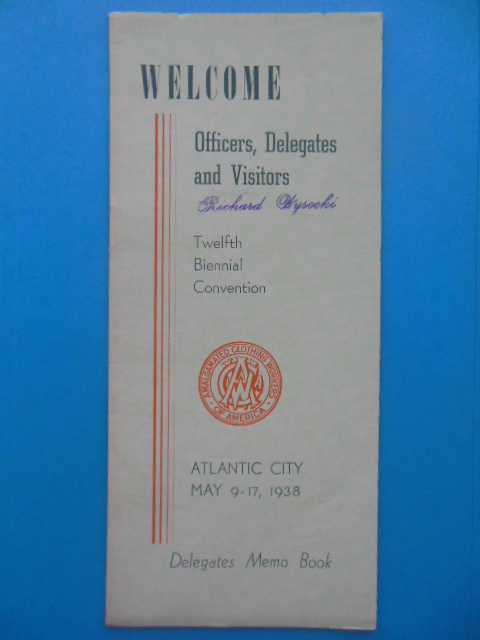 WELCOME
Officers, Delegates
and Visitors
Richard Wysocki
Twelfth
Biennial
Convention
AMALGAMATED CLOTHING WORKERS
OF AMERICA
ACWA
ATLANTIC CITY
MAY 9-17, 1938
Delegates Memo Book